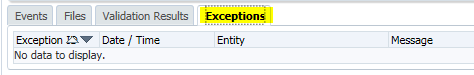 Events Files Validation Results Exceptions
Exception Date / Time Entity Message
No data to display.